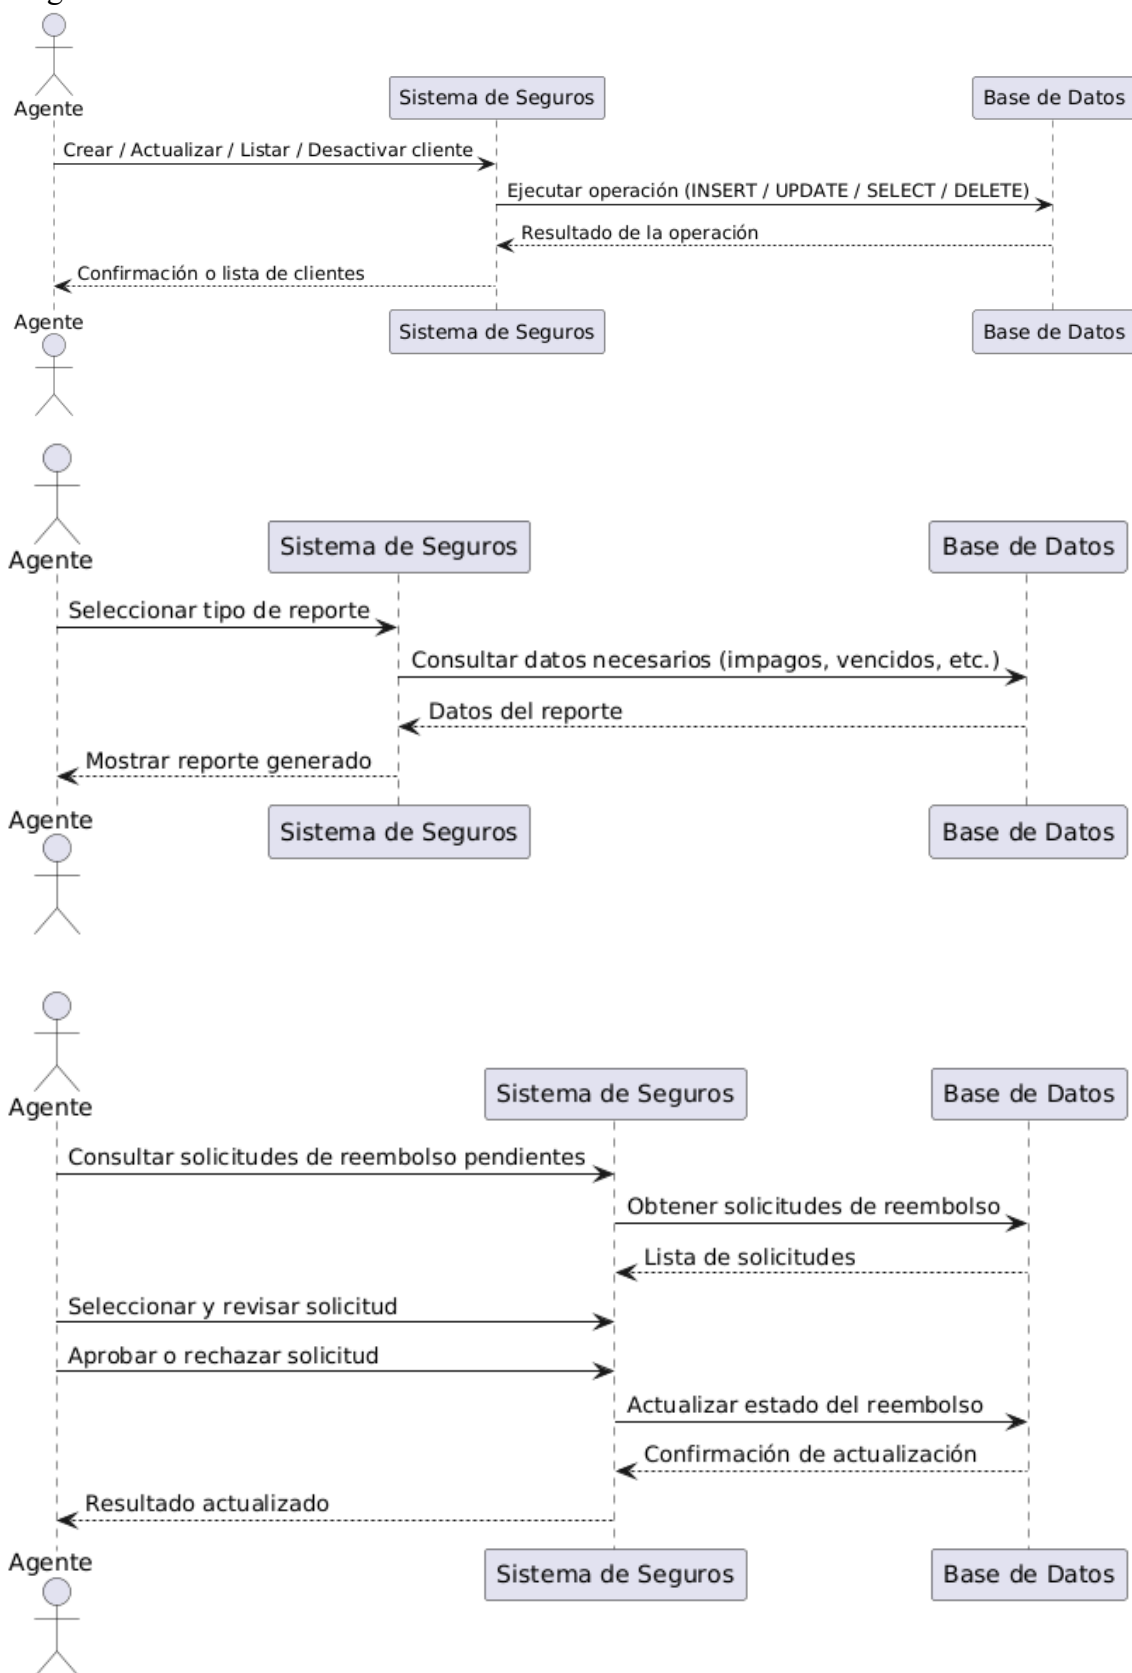 Agente
Sistema de Seguros
Base de Datos
Crear / Actualizar / Listar / Desactivar cliente
Ejecutar operación (INSERT / UPDATE / SELECT / DELETE)
Resultado de la operación
Confirmación o lista de clientes
Agente
Sistema de Seguros
Base de Datos
Agente
Sistema de Seguros
Base de Datos
Seleccionar tipo de reporte
Consultar datos necesarios (impagos, vencidos, etc.)
Datos del reporte
Mostrar reporte generado
Agente
Sistema de Seguros
Base de Datos
Agente
Sistema de Seguros
Base de Datos
Consultar solicitudes de reembolso pendientes
Obtener solicitudes de reembolso
Lista de solicitudes
Seleccionar y revisar solicitud
Aprobar o rechazar solicitud
Actualizar estado del reembolso
Confirmación de actualización
Resultado actualizado
Agente
Sistema de Seguros
Base de Datos